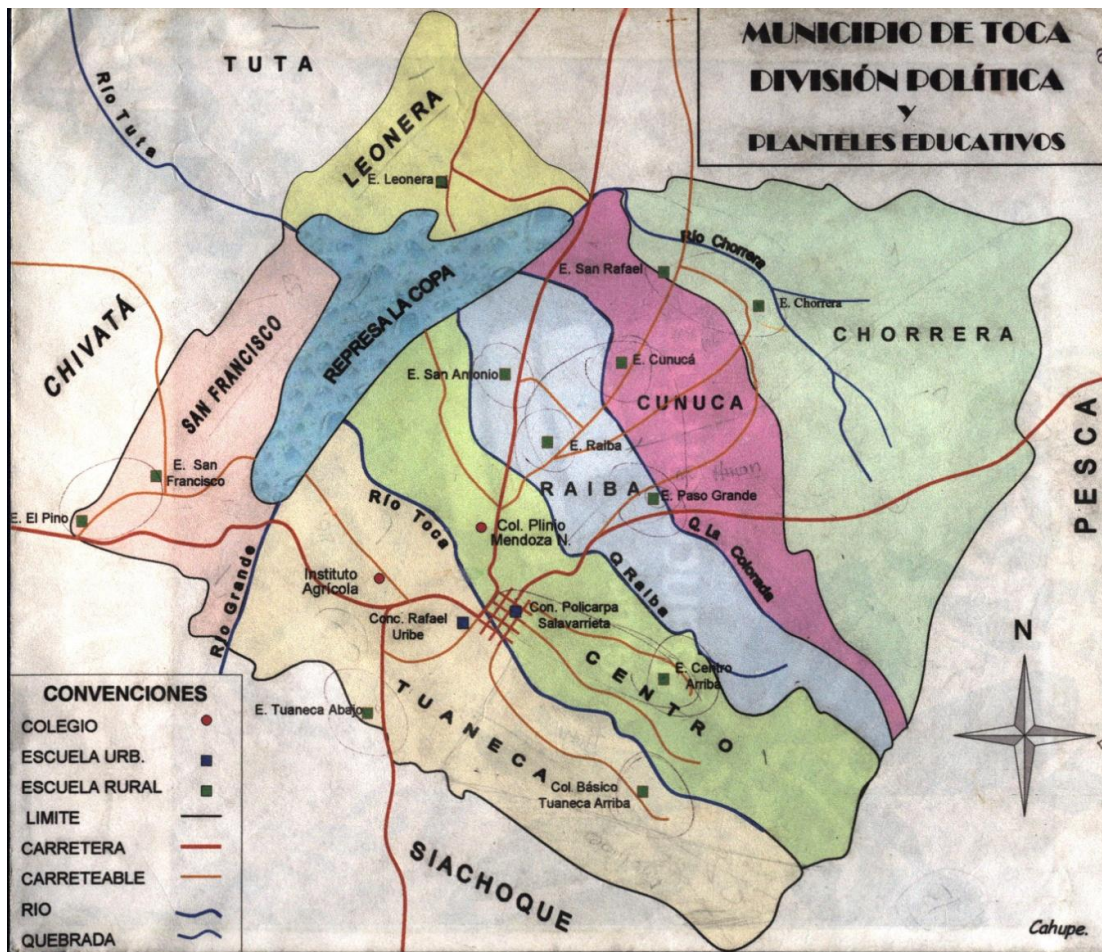 MUNICIPIO DE TOCA
DIVISIÓN POLÍTICA
Y
PLANTELES EDUCATIVOS
TUTA
Río Tuta
LEONERA
E. Leonera
Río Chorrera
E. San Rafael
E. Chorrera
CHORRERA
REPRESA LA COPA
CHIVATÁ
SAN FRANCISCO
E. San Antonio
E. Cunucá
CUNUCA
PESCA
E. Raiba
E. San
Francisco
RAIBA
E. Paso Grande
E. El Pino
Río Toca
Col. Plinio
Mendoza N.
Q. La Colorada
Q Raiba
Instituto
Agrícola
Río Grande
Conc. Rafael
Uribe
Con. Policarpa
Salavarrieta
CENTRO
E. Centro
Arriba
N
TUANECA
E. Tuaneca Abajo
Col. Básico
Tuaneca Arriba
SIACHOQUE
CONVENCIONES
COLEGIO
ESCUELA URB.
ESCUELA RURAL
LIMITE
CARRETERA
CARRETEABLE
RIO
QUEBRADA
Cahupe.